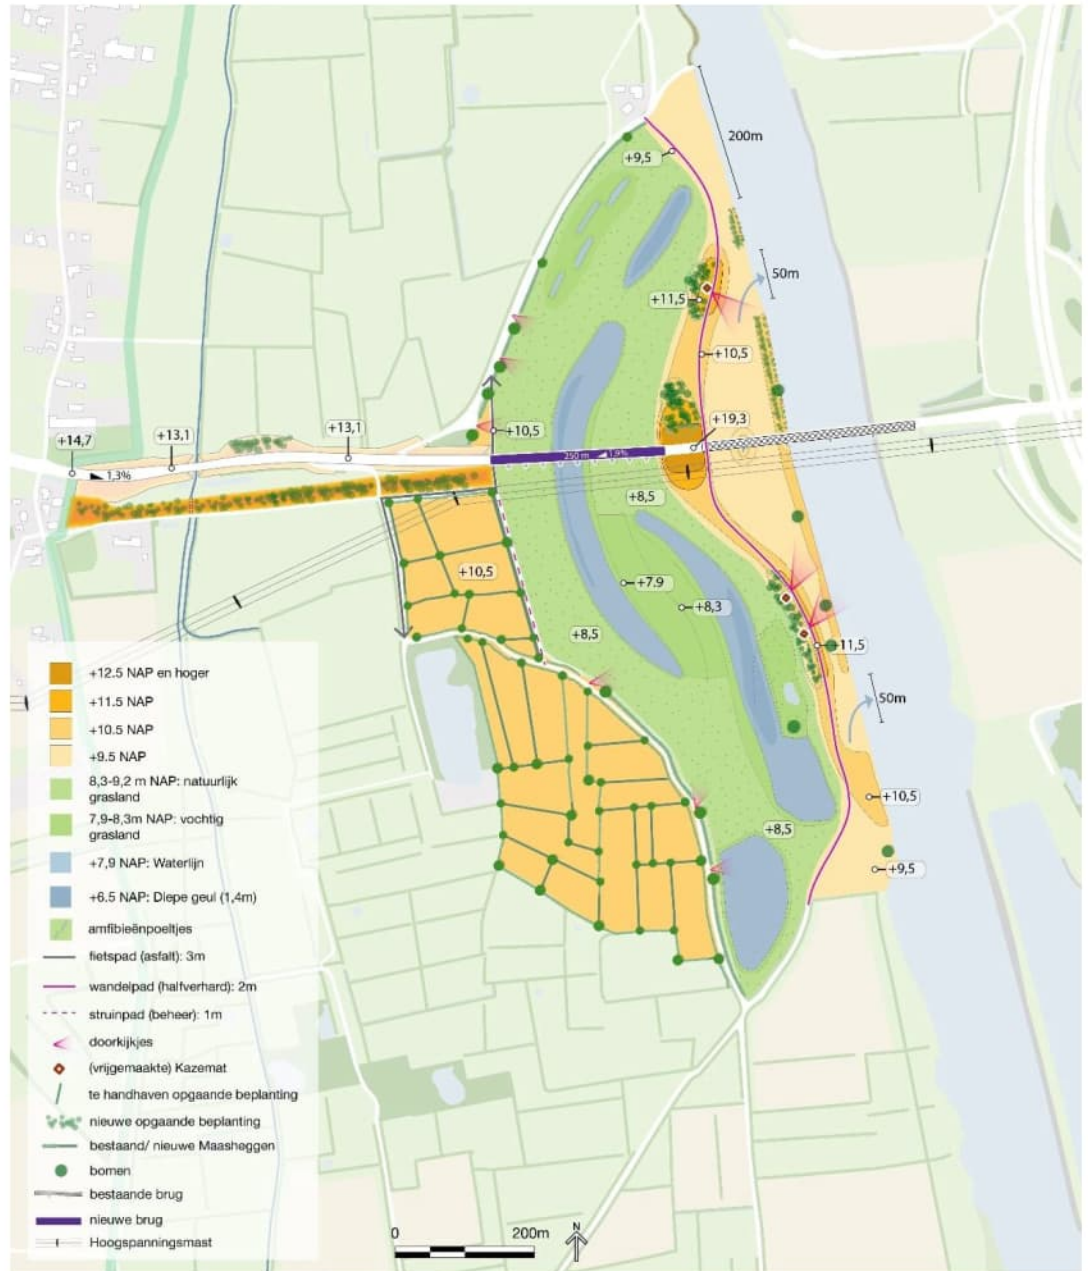 200m
+9,5
50m
+11,5
+10,5
+19,3
+13,1
+13,1
+14,7
+10,5
1,3%
250 m 1,9%
+8,5
+10,5
+7.9
+8,3
+8,5
+11,5
50m
+10,5
+8,5
+9,5
+12.5 NAP en hoger
+11.5 NAP
+10.5 NAP
+9.5 NAP
8,3-9,2 m NAP: natuurlijk
grasland
7,9-8,3m NAP: vochtig
grasland
+7,9 NAP: Waterlijn
+6.5 NAP: Diepe geul (1,4m)
amfibieënpoeltjes
fietspad (asfalt): 3m
wandelpad (halfverhard): 2m
struinpad (beheer): 1m
doorkijkjes
(vrijgemaakte) Kazemat
te handhaven opgaande beplanting
nieuwe opgaande beplanting
bestaand/ nieuwe Maasheggen
bomen
bestaande brug
nieuwe brug
Hoogspanningsmast
0 200m
N